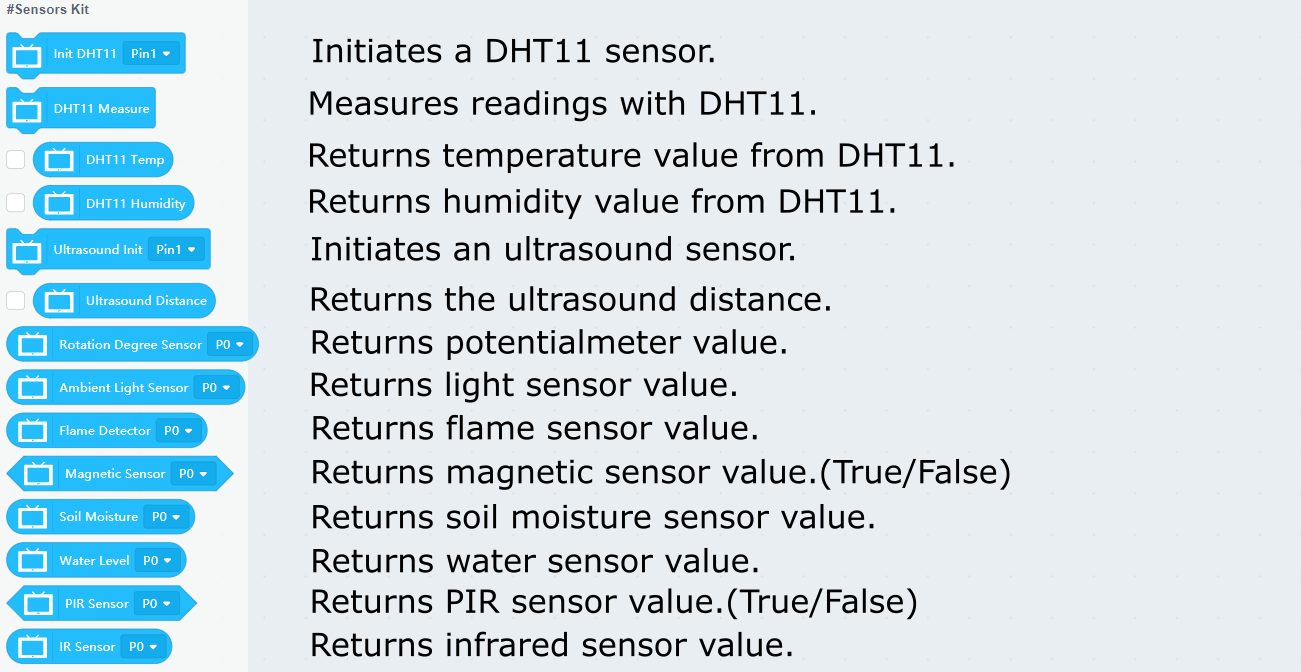 #Sensors Kit
Init DHT11 Pin1 Initiates a DHT11 sensor.
DHT11 Measure Measures readings with DHT11.
DHT11 Temp Returns temperature value from DHT11.
DHT11 Humidity Returns humidity value from DHT11.
Ultrasound Init Pin1 Initiates an ultrasound sensor.
Ultrasound Distance Returns the ultrasound distance.
Rotation Degree Sensor P0 Returns potentialmeter value.
Ambient Light Sensor P0 Returns light sensor value.
Flame Detector P0 Returns flame sensor value.
Magnetic Sensor P0 Returns magnetic sensor value.(True/False)
Soil Moisture P0 Returns soil moisture sensor value.
Water Level P0 Returns water sensor value.
PIR Sensor P0 Returns PIR sensor value.(True/False)
IR Sensor P0 Returns infrared sensor value.